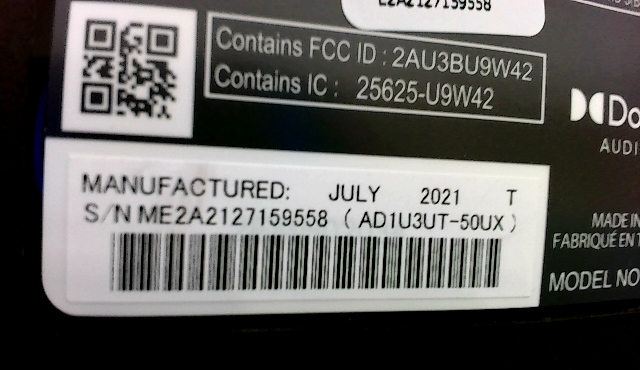 Contains FCC ID : 2AU3BU9W42
Contains IC : 25625-U9W42
AUDI
MANUFACTURED: JULY 2021 T
S/N ME2A2127159558 ( AD1U3UT-50UX )
MADE IN
FABRIQUÉ EN T
MODEL NO